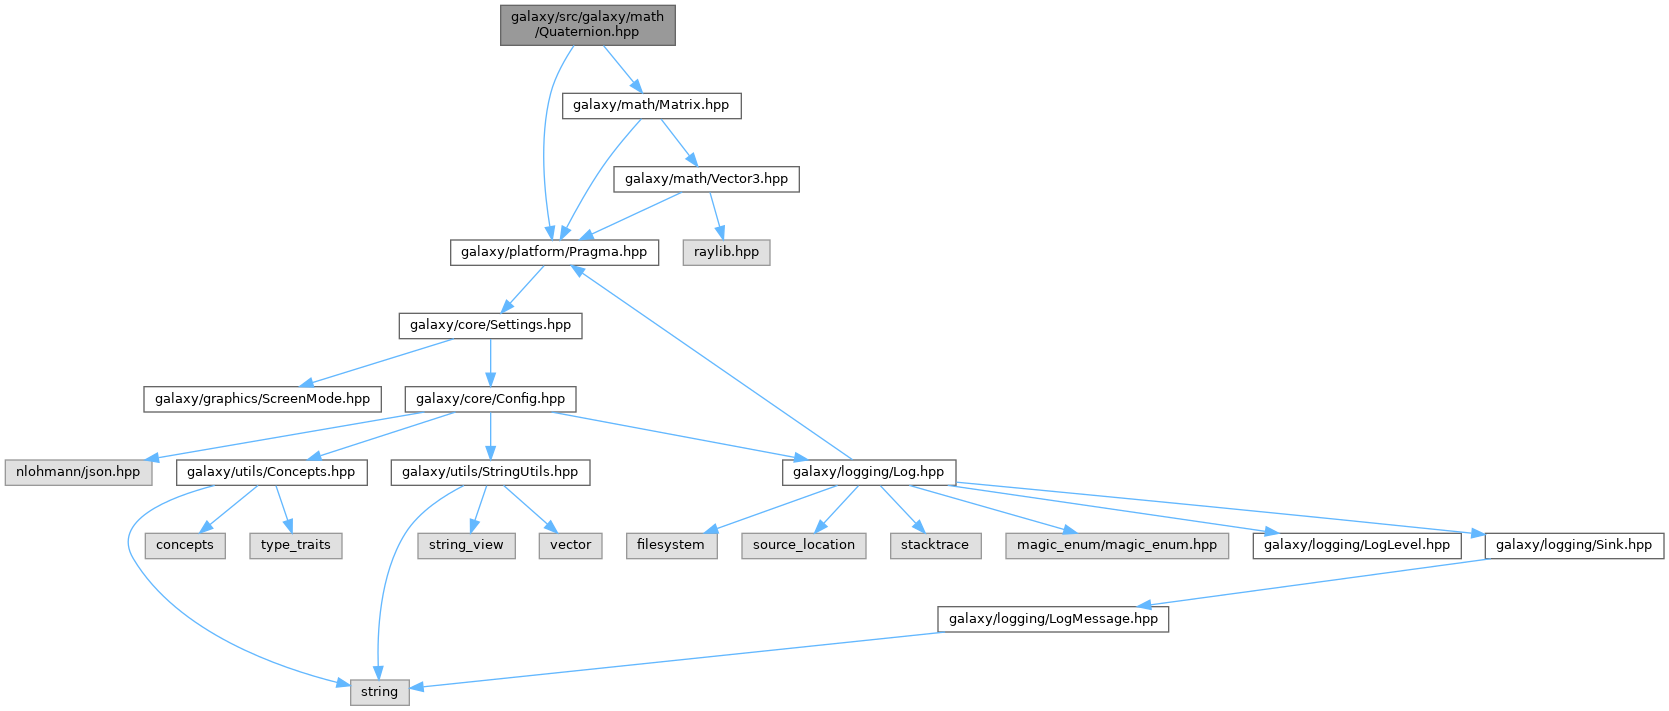 galaxy/src/galaxy/math
/Quaternion.hpp
galaxy/math/Matrix.hpp
galaxy/math/Vector3.hpp
galaxy/platform/Pragma.hpp
raylib.hpp
galaxy/core/Settings.hpp
galaxy/graphics/ScreenMode.hpp
galaxy/core/Config.hpp
nlohmann/json.hpp
galaxy/utils/Concepts.hpp
galaxy/utils/StringUtils.hpp
galaxy/logging/Log.hpp
concepts
type_traits
string_view
vector
filesystem
source_location
stacktrace
magic_enum/magic_enum.hpp
galaxy/logging/LogLevel.hpp
galaxy/logging/Sink.hpp
galaxy/logging/LogMessage.hpp
string